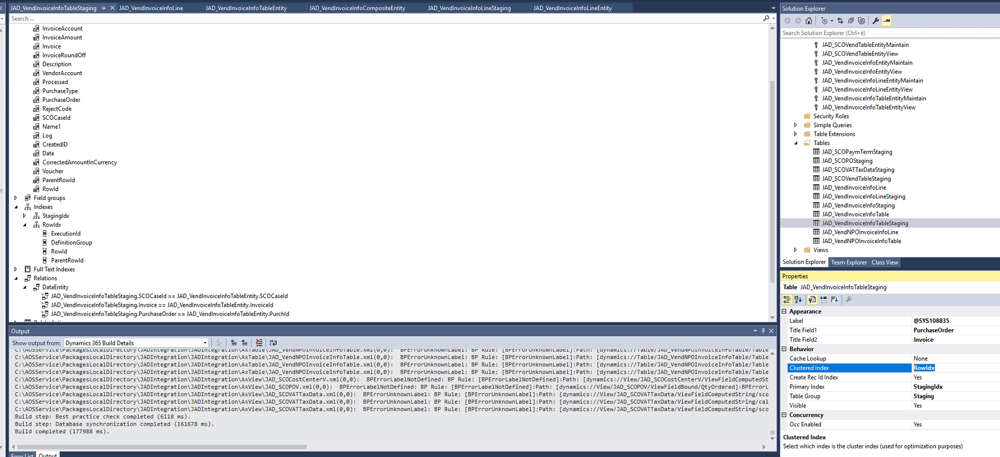 JAD_VendInvoiceInfoTableStaging
JAD_VendInvoiceInfoLine
JAD_VendInvoiceInfoTableEntity
JAD_VendInvoiceInfoCompositeEntity
JAD_VendInvoiceInfoLineStaging
JAD_VendInvoiceInfoLineEntity
Search ...
InvoiceAccount
InvoiceAmount
Invoice
InvoiceRoundOff
Description
VendorAccount
Processed
PurchaseType
PurchaseOrder
RejectCode
SCOCaseId
Name1
Log
CreatedID
Date
CorrectedAmountInCurrency
Voucher
ParentRowId
RowId
Field groups
Indexes
StagingIdx
RowIdx
ExecutionId
DefinitionGroup
RowId
ParentRowId
Full Text Indexes
Relations
DataEntity
JAD_VendInvoiceInfoTableStaging.SCOCaseId == JAD_VendInvoiceInfoTableEntity.SCOCaseId
JAD_VendInvoiceInfoTableStaging.Invoice == JAD_VendInvoiceInfoTableEntity.InvoiceId
JAD_VendInvoiceInfoTableStaging.PurchaseOrder == JAD_VendInvoiceInfoTableEntity.PurchId
Output
Show output from: Dynamics 365 Build Details
C:\AOSService\PackagesLocalDirectory\JADIntegration\JADIntegration\AxTable\JAD_VendNPOInvoiceInfoTable.xml(0,0): BPErrorUnknownLabel: BP Rule: [BPErrorUnknownLabel]:Path: [dynamics://Table/JAD_VendNPOInvoiceInfoTable/Table
C:\AOSService\PackagesLocalDirectory\JADIntegration\JADIntegration\AxTable\JAD_VendNPOInvoiceInfoTable.xml(0,0): BPErrorUnknownLabel: BP Rule: [BPErrorUnknownLabel]:Path: [dynamics://Table/JAD_VendNPOInvoiceInfoTable/Table
C:\AOSService\PackagesLocalDirectory\JADIntegration\JADIntegration\AxTable\JAD_VendNPOInvoiceInfoTable.xml(0,0): BPErrorUnknownLabel: BP Rule: [BPErrorUnknownLabel]:Path: [dynamics://Table/JAD_VendNPOInvoiceInfoTable/Table
C:\AOSService\PackagesLocalDirectory\JADIntegration\JADIntegration\AxTable\JAD_VendNPOInvoiceInfoTable.xml(0,0): BPErrorUnknownLabel: BP Rule: [BPErrorUnknownLabel]:Path: [dynamics://Table/JAD_VendNPOInvoiceInfoTable/Table
C:\AOSService\PackagesLocalDirectory\JADIntegration\JADIntegration\AxView\JAD_SCOCostCenterV.xml(0,0): BPErrorLabelNotDefined: BP Rule: [BPErrorLabelNotDefined]:Path: [dynamics://View/JAD_SCOCostCenterV/ViewFieldComputedSt
C:\AOSService\PackagesLocalDirectory\JADIntegration\JADIntegration\AxView\JAD_SCOPOV.xml(0,0): BPErrorLabelNotDefined: BP Rule: [BPErrorLabelNotDefined]:Path: [dynamics://View/JAD_SCOPOV/ViewFieldBound/QtyOrdered]:BPErrorL
C:\AOSService\PackagesLocalDirectory\JADIntegration\JADIntegration\AxView\JAD_SCOVATTaxData.xml(0,0): BPErrorUnknownLabel: BP Rule: [BPErrorUnknownLabel]:Path: [dynamics://View/JAD_SCOVATTaxData/ViewFieldComputedString/sco
C:\AOSService\PackagesLocalDirectory\JADIntegration\JADIntegration\AxView\JAD_SCOVATTaxData.xml(0,0): BPErrorUnknownLabel: BP Rule: [BPErrorUnknownLabel]:Path: [dynamics://View/JAD_SCOVATTaxData/ViewFieldComputedString/cal
C:\AOSService\PackagesLocalDirectory\JADIntegration\JADIntegration\AxView\JAD_SCOVATTaxData.xml(0,0): BPErrorUnknownLabel: BP Rule: [BPErrorUnknownLabel]:Path: [dynamics://View/JAD_SCOVATTaxData/ViewFieldComputedString/sco
Build step: Best practice check completed (6118 ms).
Build step: Database synchronization completed (161678 ms).
Build completed (177988 ms).
Error List Output
Solution Explorer
Search Solution Explorer (Ctrl+é)
JAD_SCOVendTableEntityMaintain
JAD_SCOVendTableEntityView
JAD_VendInvoiceInfoEntityMaintain
JAD_VendInvoiceInfoEntityView
JAD_VendInvoiceInfoLineEntityMaintain
JAD_VendInvoiceInfoLineEntityView
JAD_VendInvoiceInfoTableEntityMaintain
JAD_VendInvoiceInfoTableEntityView
Security Roles
Simple Queries
Table Extensions
Tables
JAD_SCOPaymTermStaging
JAD_SCOPOStaging
JAD_SCOVATTaxDataStaging
JAD_SCOVendTableStaging
JAD_VendInvoiceInfoLine
JAD_VendInvoiceInfoLineStaging
JAD_VendInvoiceInfoStaging
JAD_VendInvoiceInfoTable
JAD_VendInvoiceInfoTableStaging
JAD_VendNPOInvoiceInfoLine
JAD_VendNPOInvoiceInfoTable
Views
Solution Explorer Team Explorer Class View
Properties
Table JAD_VendInvoiceInfoTableStaging
Appearance
Label @SYS108835
Title Field1 PurchaseOrder
Title Field2 Invoice
Behavior
Cache Lookup None
Clustered Index RowIdx
Create Rec Id Index Yes
Primary Index StagingIdx
Table Group Staging
Visible Yes
Concurrency
Occ Enabled Yes
Clustered Index
Select which index is the cluster index (used for optimization purposes)